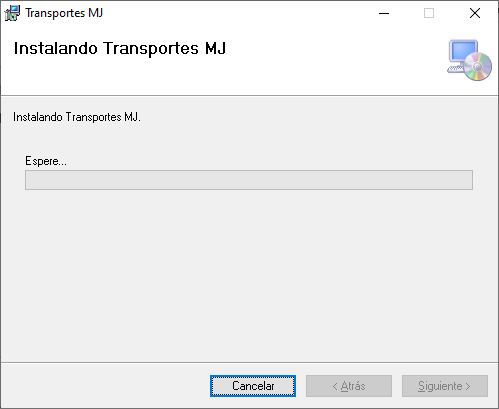 Transportes MJ
Instalando Transportes MJ
Instalando Transportes MJ.
Espere...
Cancelar
< Atrás
Siguiente >